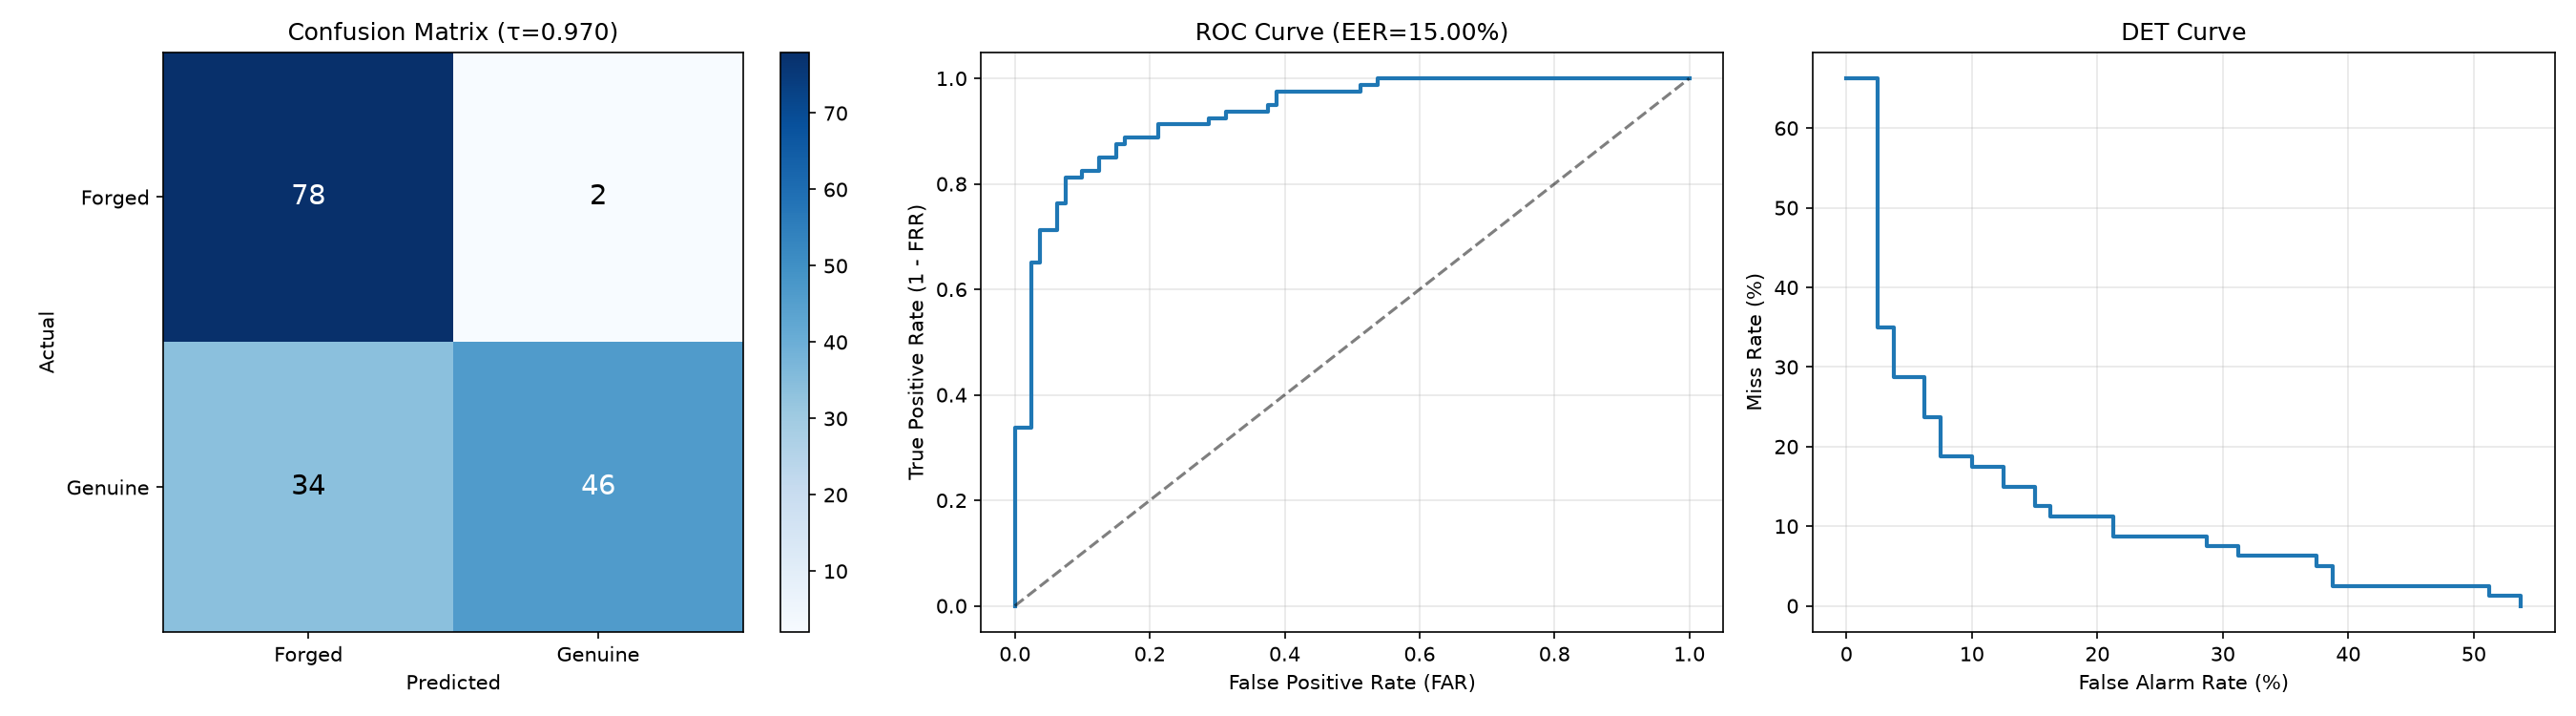 Confusion Matrix (τ=0.970)
Actual
Forged
Genuine
78
2
34
46
Forged
Genuine
Predicted
70
60
50
40
30
20
10
ROC Curve (EER=15.00%)
True Positive Rate (1 - FRR)
1.0
0.8
0.6
0.4
0.2
0.0
0.0
0.2
0.4
0.6
0.8
1.0
False Positive Rate (FAR)
DET Curve
Miss Rate (%)
60
50
40
30
20
10
0
0
10
20
30
40
50
False Alarm Rate (%)